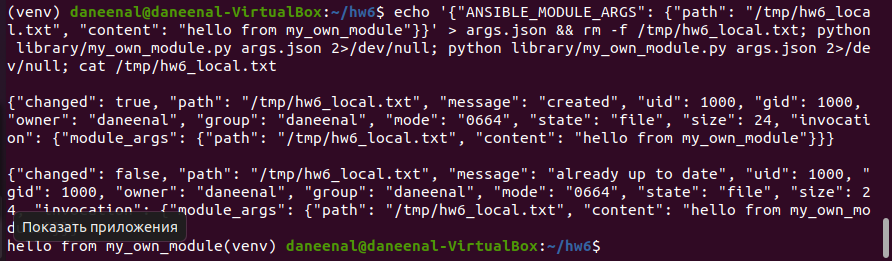 (venv) daneenal@daneenal-VirtualBox:~/hw6$ echo '{"ANSIBLE_MODULE_ARGS": {"path": "/tmp/hw6_loca
l.txt", "content": "hello from my_own_module"}}' > args.json && rm -f /tmp/hw6_local.txt; python
 library/my_own_module.py args.json 2>/dev/null; python library/my_own_module.py args.json 2>/de
v/null; cat /tmp/hw6_local.txt
{"changed": true, "path": "/tmp/hw6_local.txt", "message": "created", "uid": 1000, "gid": 1000,
"owner": "daneenal", "group": "daneenal", "mode": "0664", "state": "file", "size": 24, "invocati
on": {"module_args": {"path": "/tmp/hw6_local.txt", "content": "hello from my_own_module"}}}
{"changed": false, "path": "/tmp/hw6_local.txt", "message": "already up to date", "uid": 1000, "
gid": 1000, "owner": "daneenal", "group": "daneenal", "mode": "0664", "state": "file", "size": 2
4, "invocation": {"module_args": {"path": "/tmp/hw6_local.txt", "content": "hello from my_own_mo
d
Показать приложения
hello from my_own_module(venv) daneenal@daneenal-VirtualBox:~/hw6$